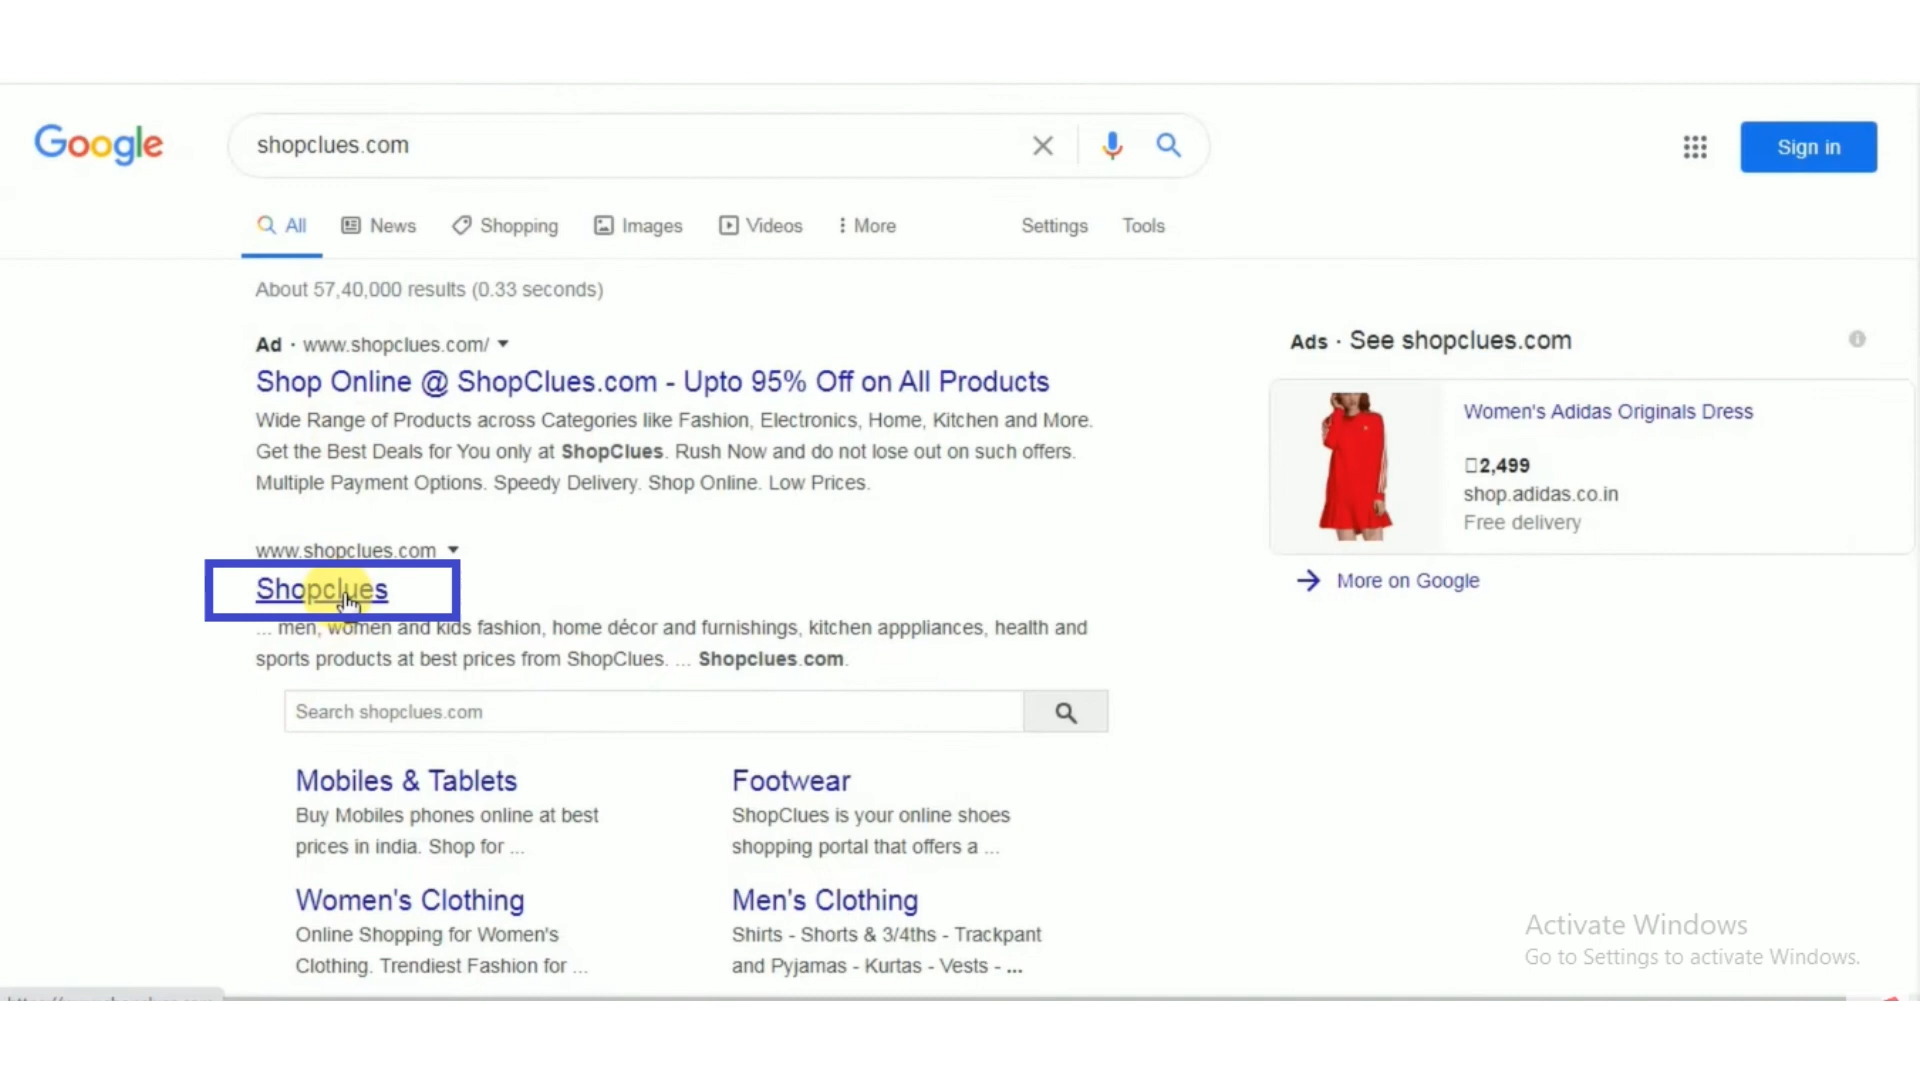 Google
shopclues.com
Sign in
All
News
Shopping
Images
Videos
More
Settings
Tools
About 57,40,000 results (0.33 seconds)
Ad · www.shopclues.com/
Shop Online @ ShopClues.com - Upto 95% Off on All Products
Wide Range of Products across Categories like Fashion, Electronics, Home, Kitchen and More.
Get the Best Deals for You only at ShopClues. Rush Now and do not lose out on such offers.
Multiple Payment Options. Speedy Delivery. Shop Online. Low Prices.
www.shopclues.com
Shopclues
... men, women and kids fashion, home décor and furnishings, kitchen apppliances, health and
sports products at best prices from ShopClues. ... Shopclues.com.
Search shopclues.com
Mobiles & Tablets
Buy Mobiles phones online at best
prices in india. Shop for ...
Footwear
ShopClues is your online shoes
shopping portal that offers a ...
Women's Clothing
Online Shopping for Women's
Clothing. Trendiest Fashion for ...
Men's Clothing
Shirts - Shorts & 3/4ths - Trackpant
and Pyjamas - Kurtas - Vests - ...
Ads · See shopclues.com
Women's Adidas Originals Dress
2,499
shop.adidas.co.in
Free delivery
More on Google
Activate Windows
Go to Settings to activate Windows.